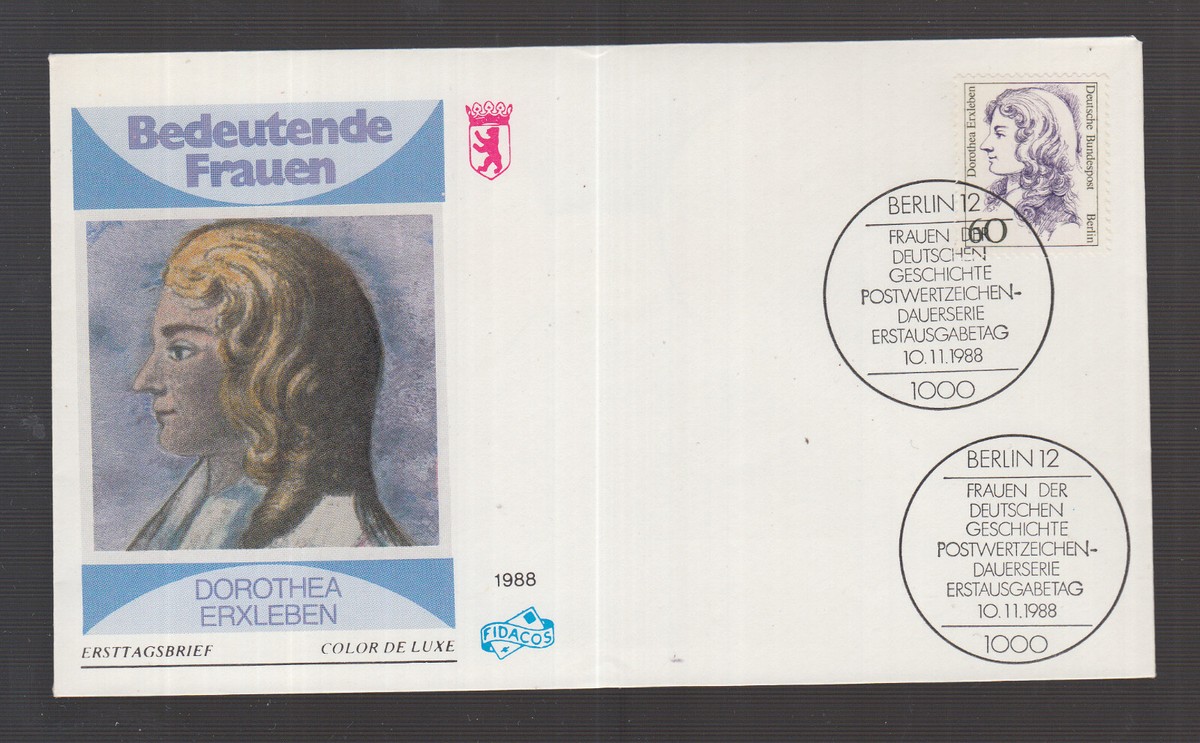 Bedeutende
Frauen
DOROTHEA
ERXLEBEN
ERSTTAGSBRIEF COLOR DE LUXE
1988
FIDACOS
Dorothea Erxleben
Deutsche Bundespost Berlin
60
BERLIN 12
FRAUEN DER
DEUTSCHEN
GESCHICHTE
POSTWERTZEICHEN-
DAUERSERIE
ERSTAUSGABETAG
10.11.1988
1000
BERLIN 12
FRAUEN DER
DEUTSCHEN
GESCHICHTE
POSTWERTZEICHEN-
DAUERSERIE
ERSTAUSGABETAG
10.11.1988
1000